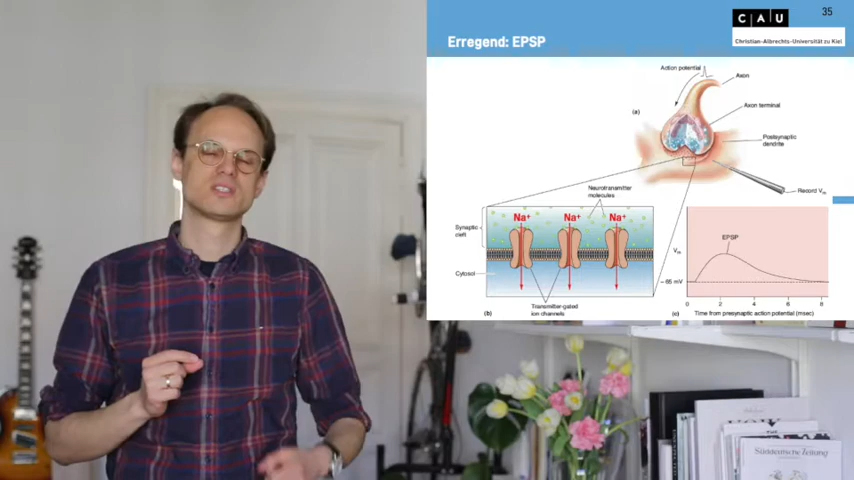 35
C A U
Christian-Albrechts-Universität zu Kiel
Erregend: EPSP
Action potential
Axon
(a)
Axon terminal
Postsynaptic
dendrite
Record Vm
Neurotransmitter
molecules
Na+ Na+ Na+
Synaptic
cleft
Cytosol
Transmitter-gated
ion channels
(b)
EPSP
Vm
−65 mV
0 2 4 6 8
(c) Time from presynaptic action potential (msec)
Süddeutsche Zeitung